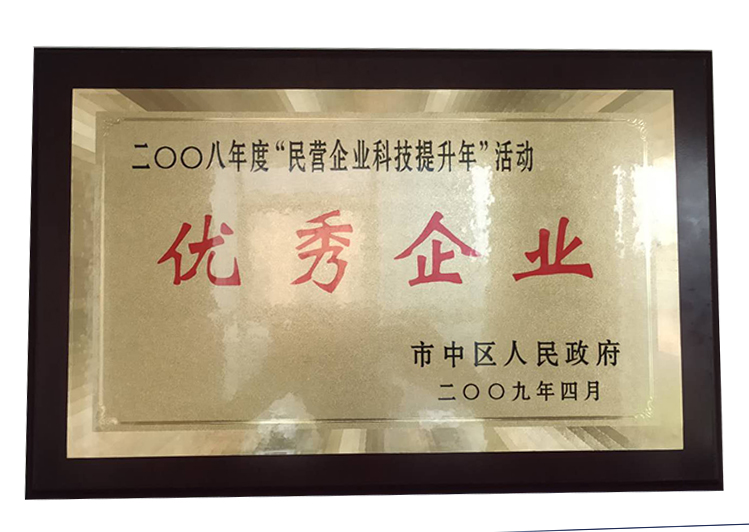 二〇〇八年度“民营企业科技提升年”活动
优秀企业
市中区人民政府
二〇〇九年四月